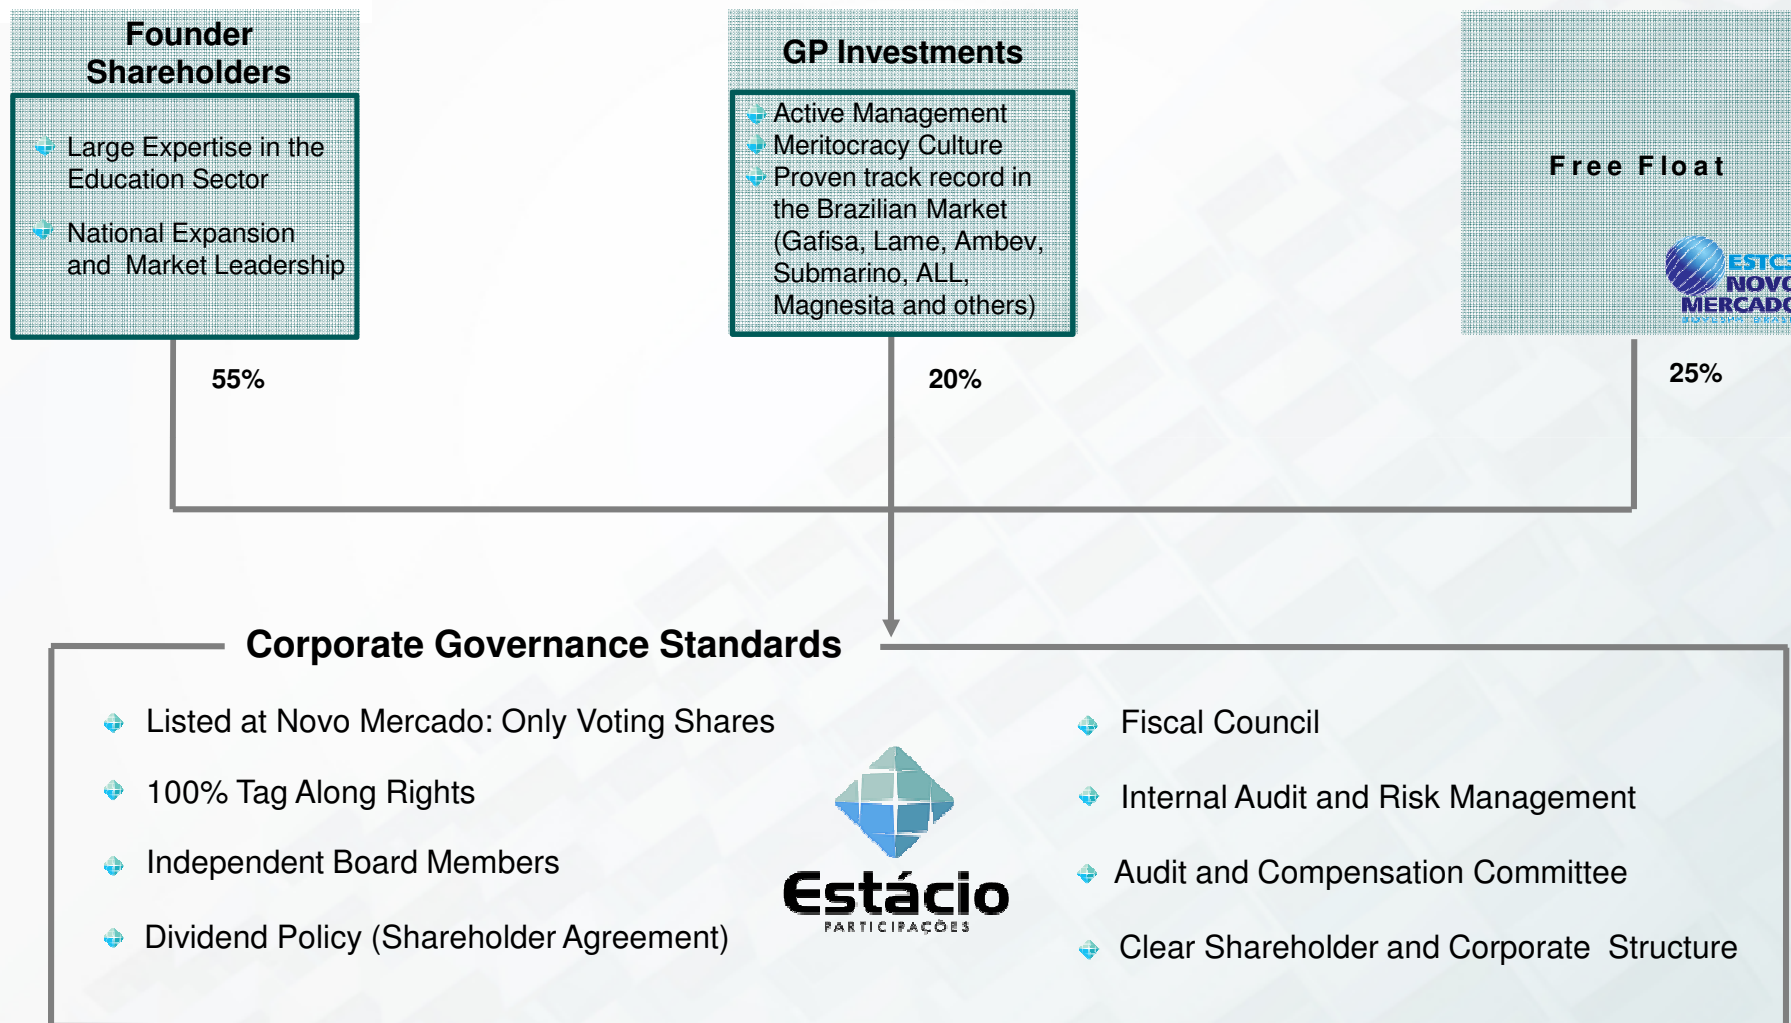 Founder
Shareholders
Large Expertise in the
Education Sector
National Expansion
and Market Leadership
GP Investments
Active Management
Meritocracy Culture
Proven track record in
the Brazilian Market
(Gafisa, Lame, Ambev,
Submarino, ALL,
Magnesita and others)
Free Float
ESTC3
NOVO
MERCADO
55%
20%
25%
Corporate Governance Standards
Listed at Novo Mercado: Only Voting Shares
100% Tag Along Rights
Independent Board Members
Dividend Policy (Shareholder Agreement)
Estácio
PARTICIPAÇÕES
Fiscal Council
Internal Audit and Risk Management
Audit and Compensation Committee
Clear Shareholder and Corporate Structure